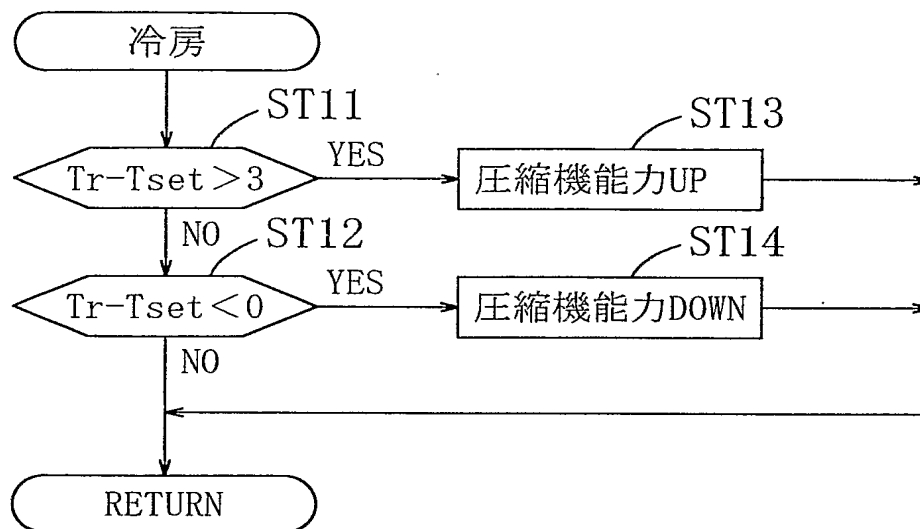 冷房
ST11
Tr-Tset＞3
YES
ST13
圧縮機能力UP
NO
ST12
Tr-Tset＜0
YES
ST14
圧縮機能力DOWN
NO
RETURN